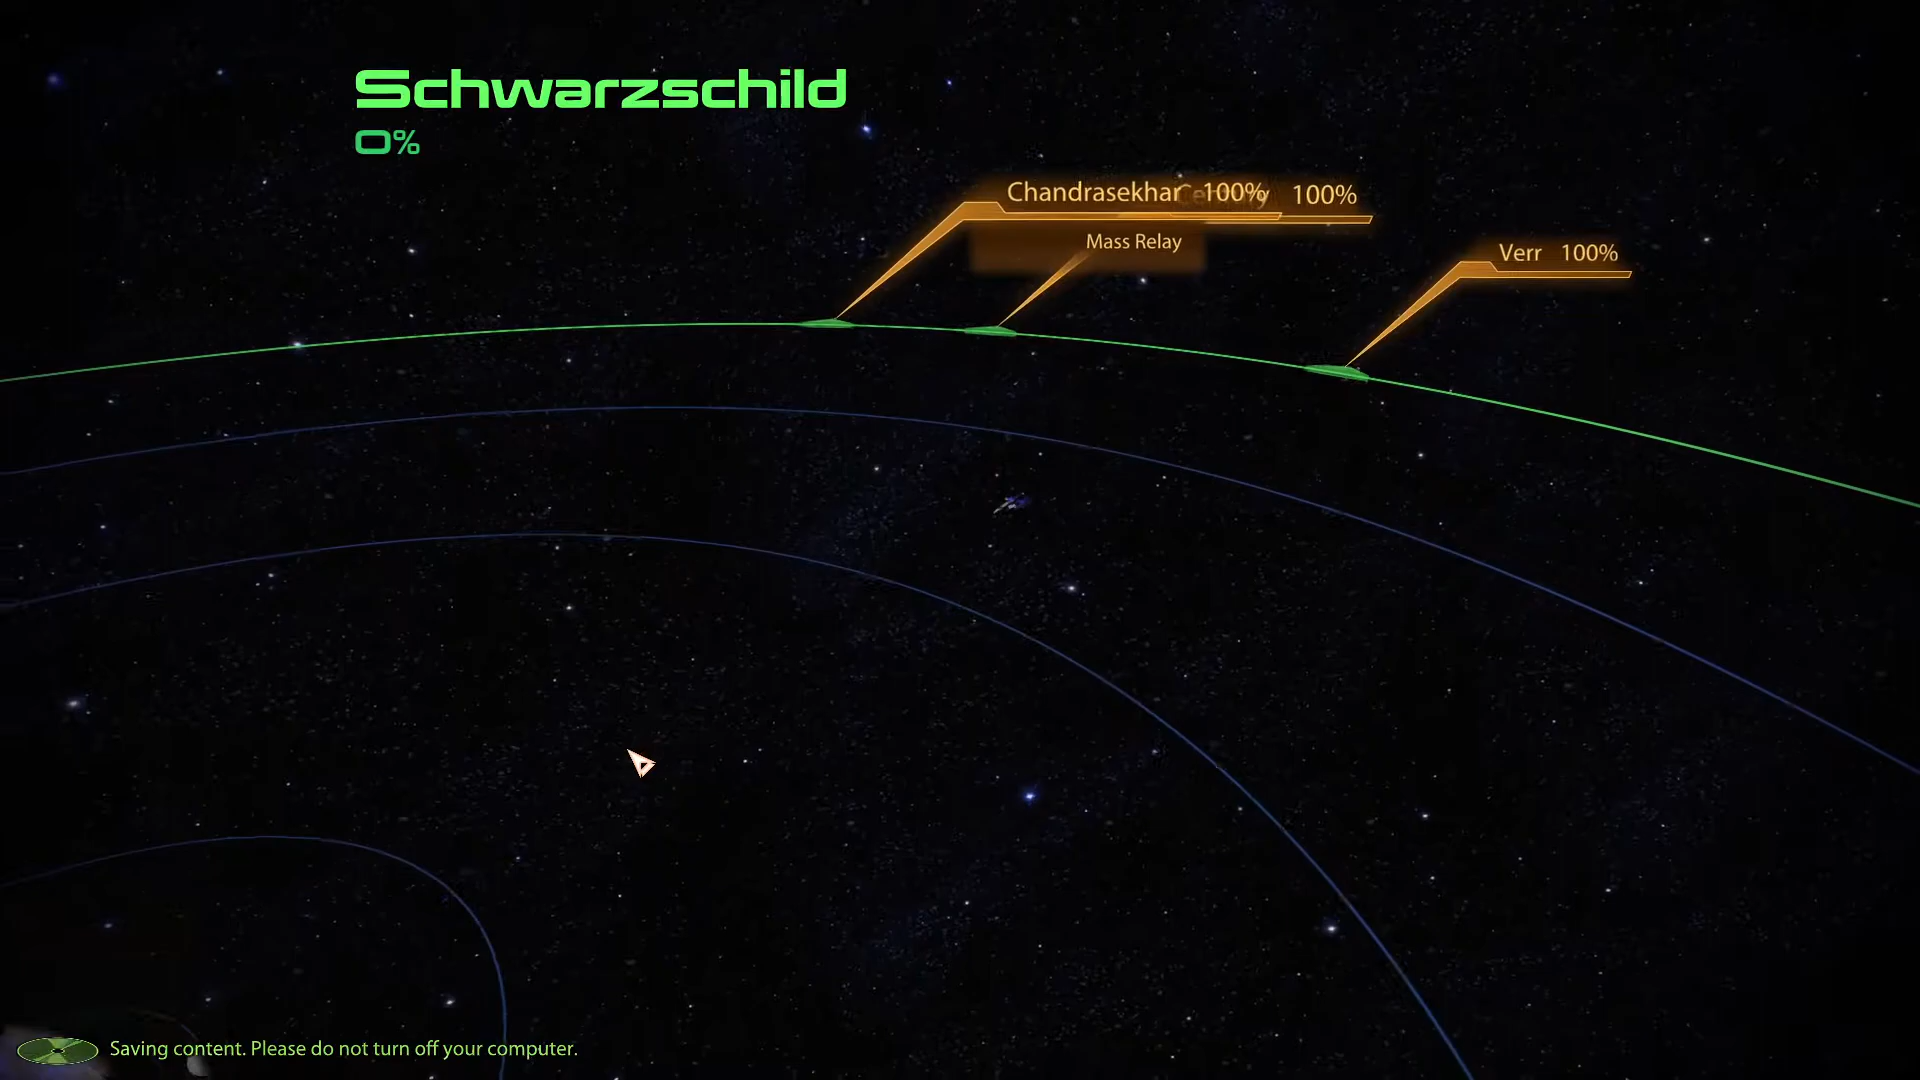 Schwarzschild
0%
Chandrasekhar 100%
100%
Mass Relay
Verr 100%
Saving content. Please do not turn off your computer.